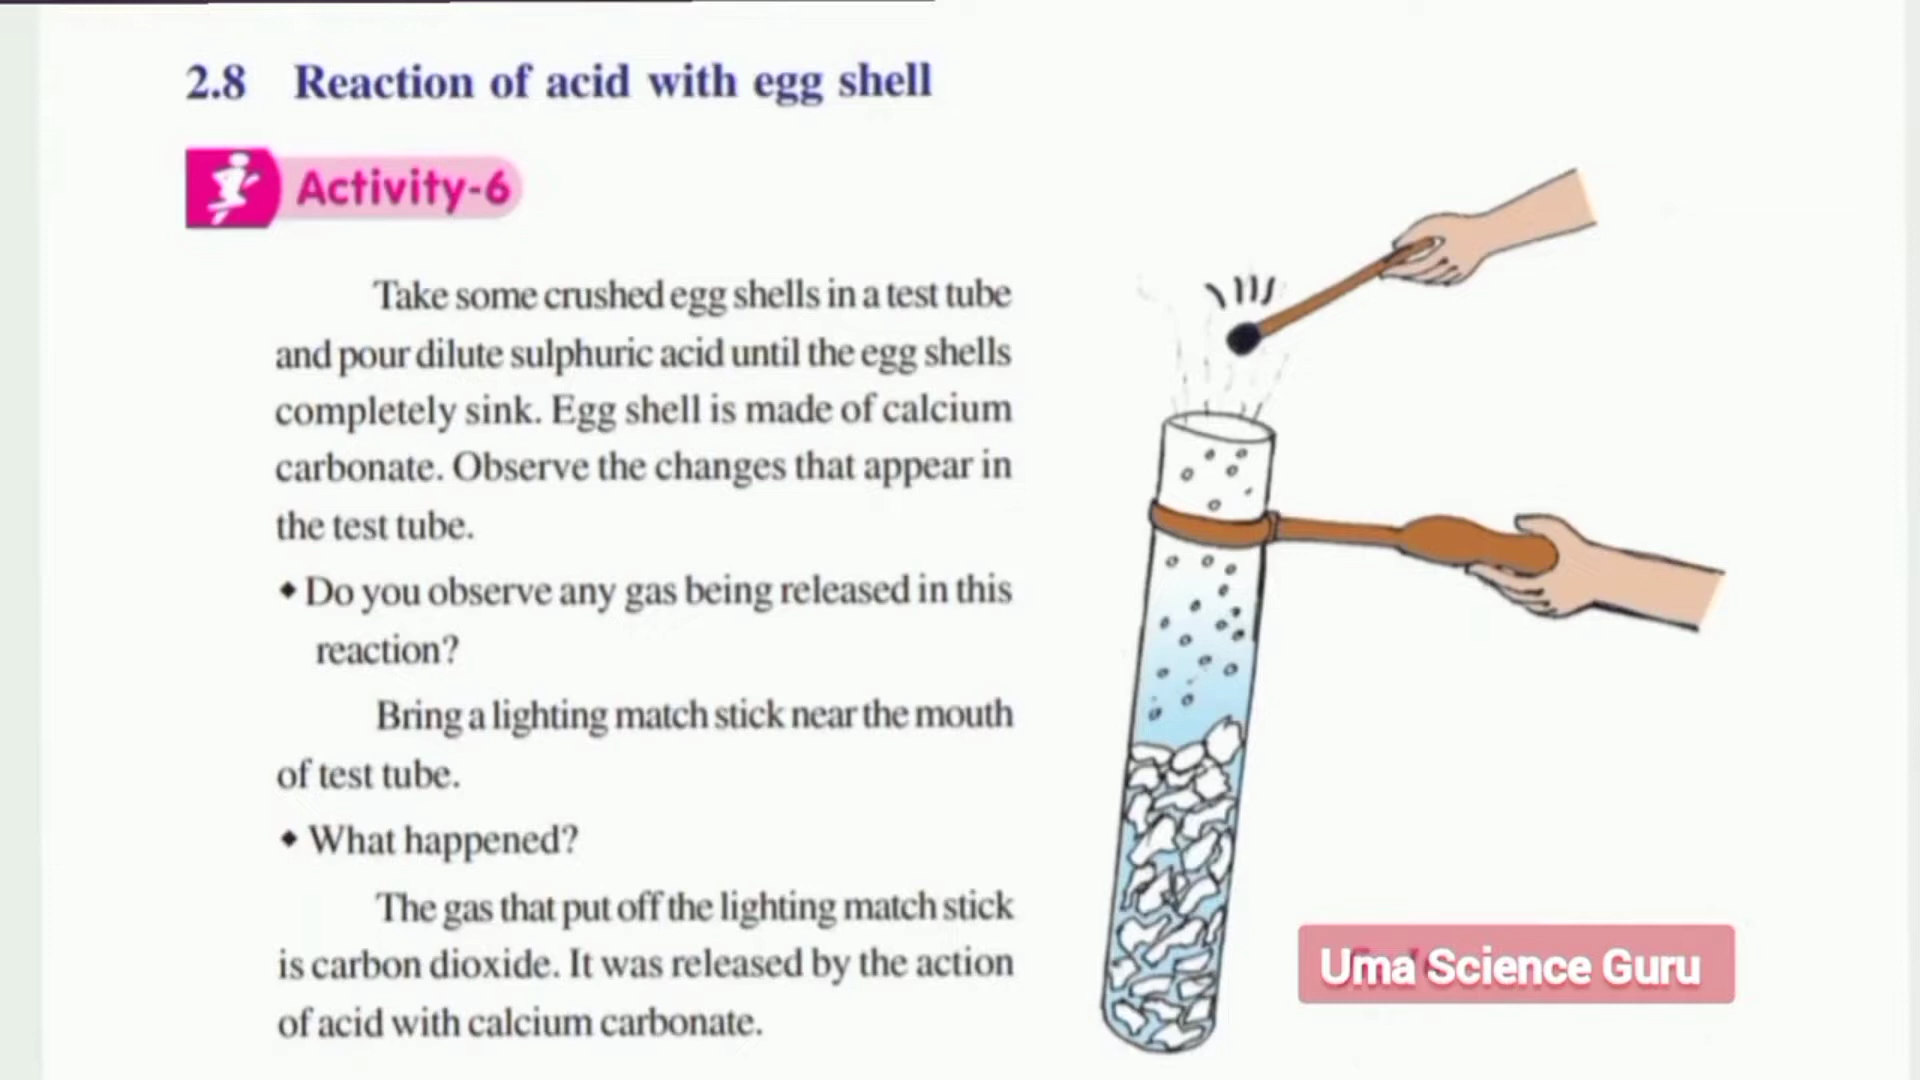 2.8 Reaction of acid with egg shell
Activity-6
Take some crushed egg shells in a test tube
and pour dilute sulphuric acid until the egg shells
completely sink. Egg shell is made of calcium
carbonate. Observe the changes that appear in
the test tube.
◆ Do you observe any gas being released in this
reaction?
Bring a lighting match stick near the mouth
of test tube.
◆ What happened?
The gas that put off the lighting match stick
is carbon dioxide. It was released by the action
of acid with calcium carbonate.
Uma Science Guru